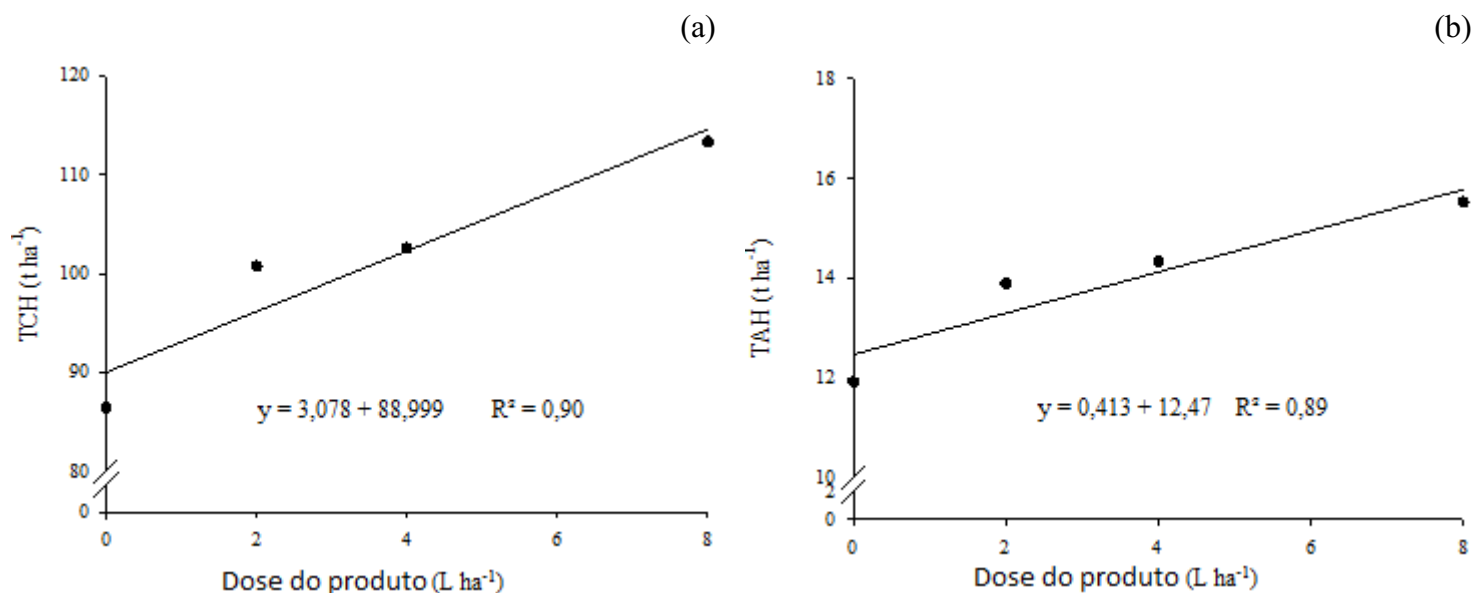 (a)
120
110
100
90
80
0
TCH (t ha⁻¹)
y = 3,078 + 88,999 R² = 0,90
0 2 4 6 8
Dose do produto (L ha⁻¹)
(b)
18
16
14
12
10
2
0
TAH (t ha⁻¹)
y = 0,413 + 12,47 R² = 0,89
0 2 4 6 8
Dose do produto (L ha⁻¹)